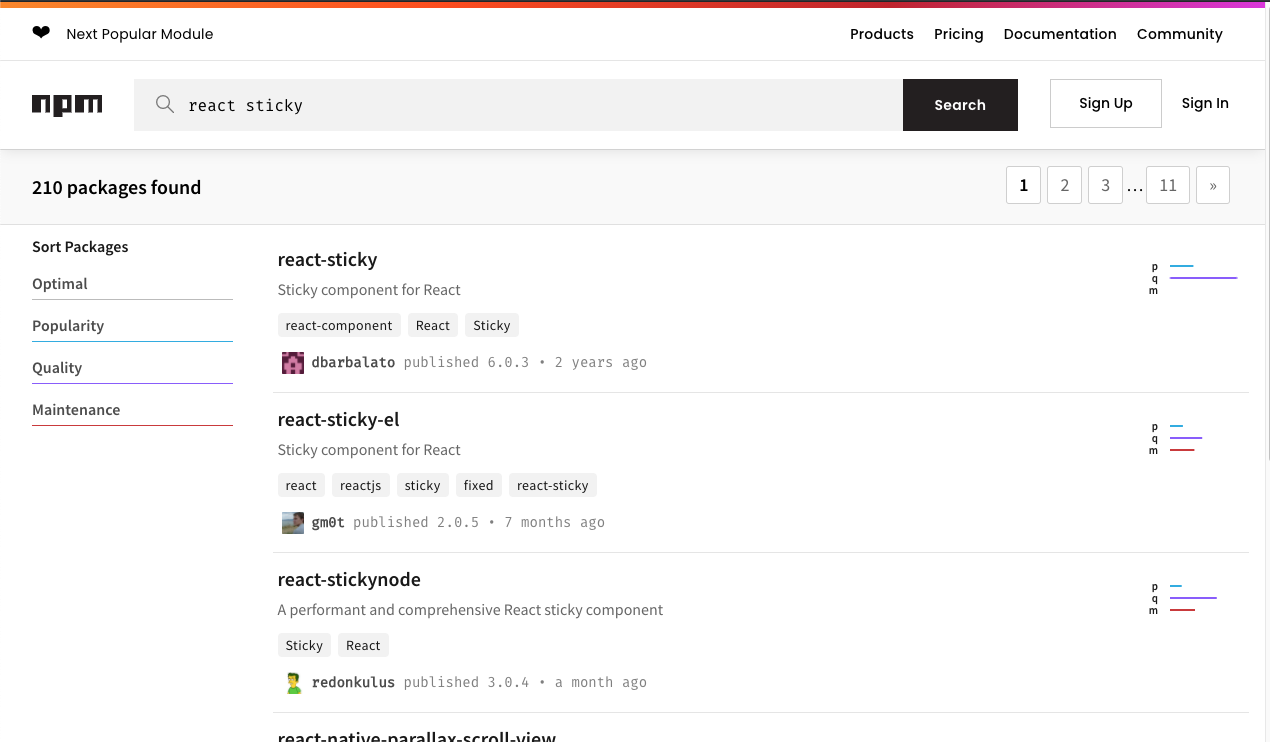 ❤ Next Popular Module
Products Pricing Documentation Community
npm
react sticky
Search
Sign Up
Sign In
210 packages found
1 2 3 ... 11 »
Sort Packages
Optimal
Popularity
Quality
Maintenance
react-sticky
Sticky component for React
react-component React Sticky
dbarbalato published 6.0.3 • 2 years ago
p
q
m
react-sticky-el
Sticky component for React
react reactjs sticky fixed react-sticky
gm0t published 2.0.5 • 7 months ago
p
q
m
react-stickynode
A performant and comprehensive React sticky component
Sticky React
redonkulus published 3.0.4 • a month ago
p
q
m
react-native-parallax-scroll-view